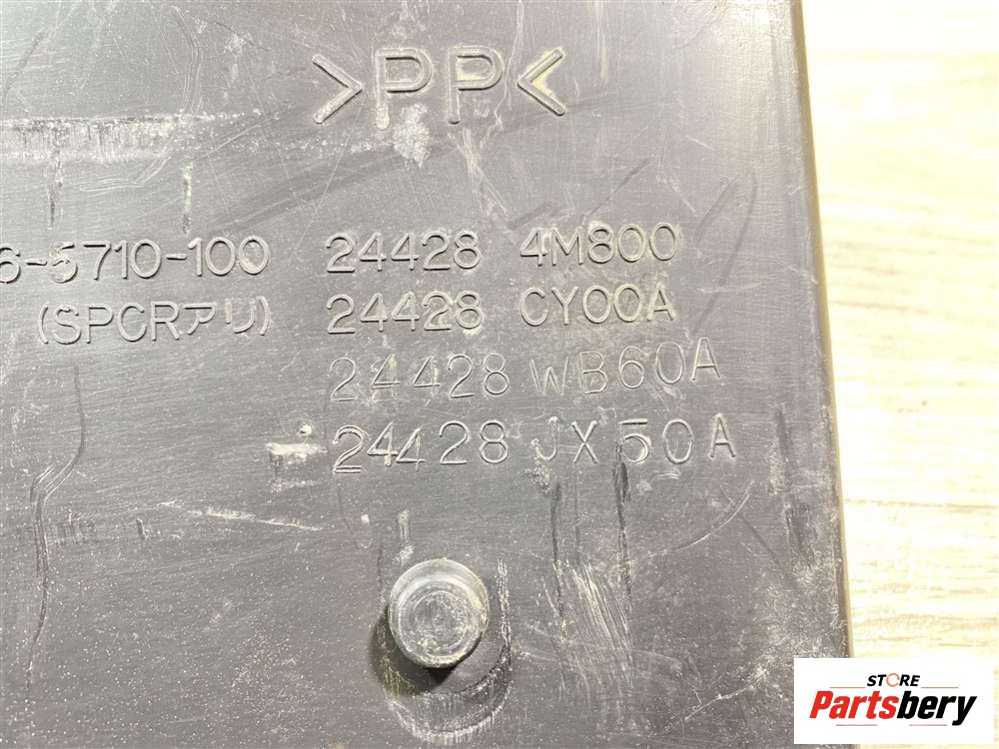 >PP<
6-5710-100 24428 4M800
(SPCRアリ) 24428 CY00A
24428 WB60A
24428 JX50A
STORE
Partsbery